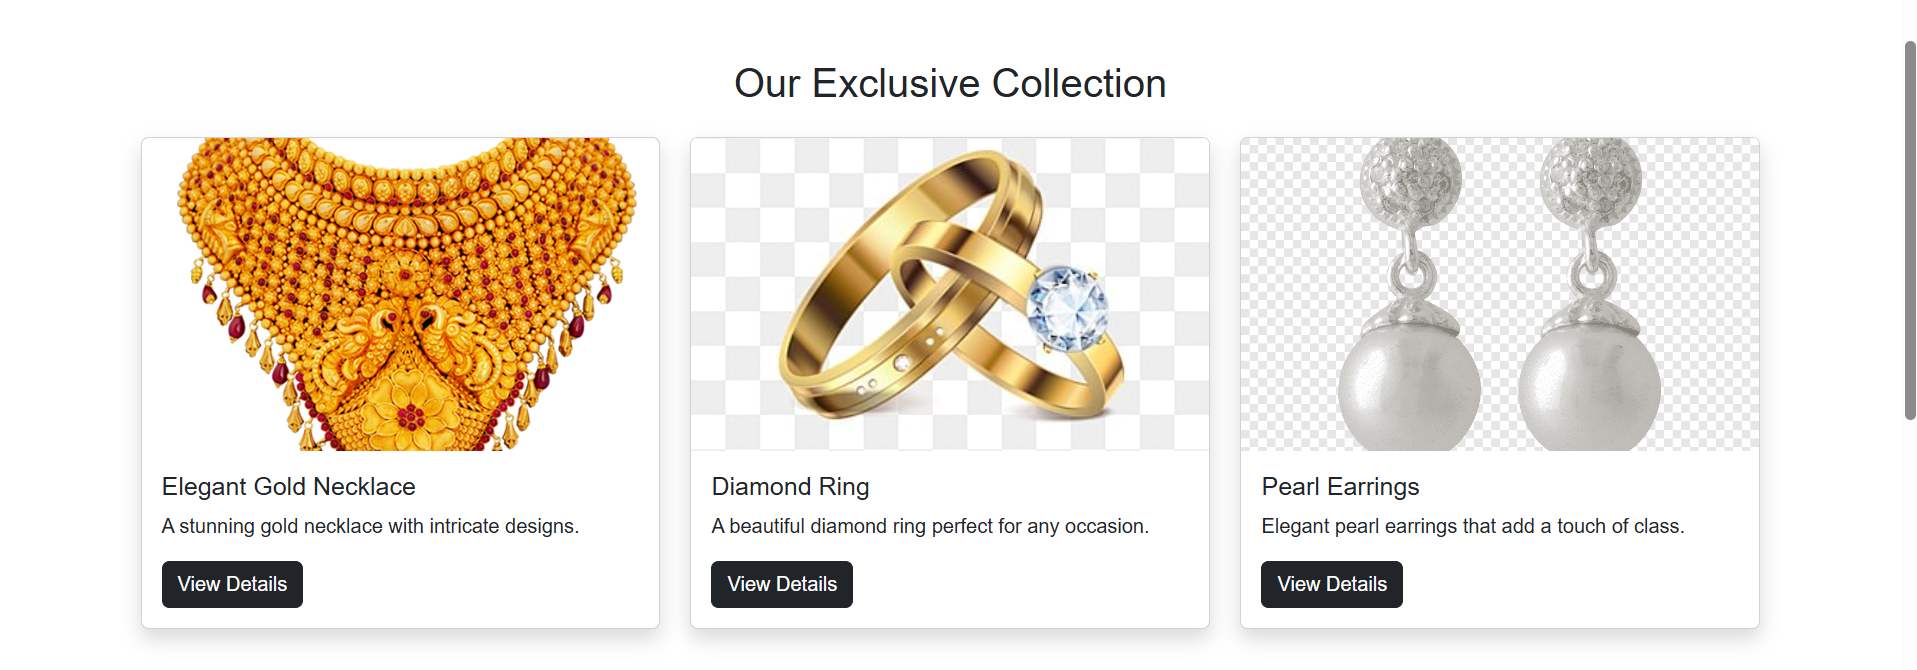 Our Exclusive Collection
Elegant Gold Necklace
A stunning gold necklace with intricate designs.
View Details
Diamond Ring
A beautiful diamond ring perfect for any occasion.
View Details
Pearl Earrings
Elegant pearl earrings that add a touch of class.
View Details